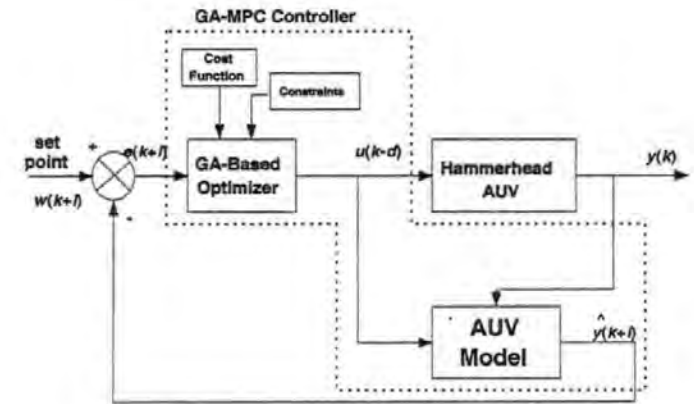 GA-MPC Controller
Cost
Function
Constraints
set
point
+
e(k+l)
w(k+l)
-
GA-Based
Optimizer
u(k-d)
Hammerhead
AUV
y(k)
AUV
Model
ŷ(k+l)